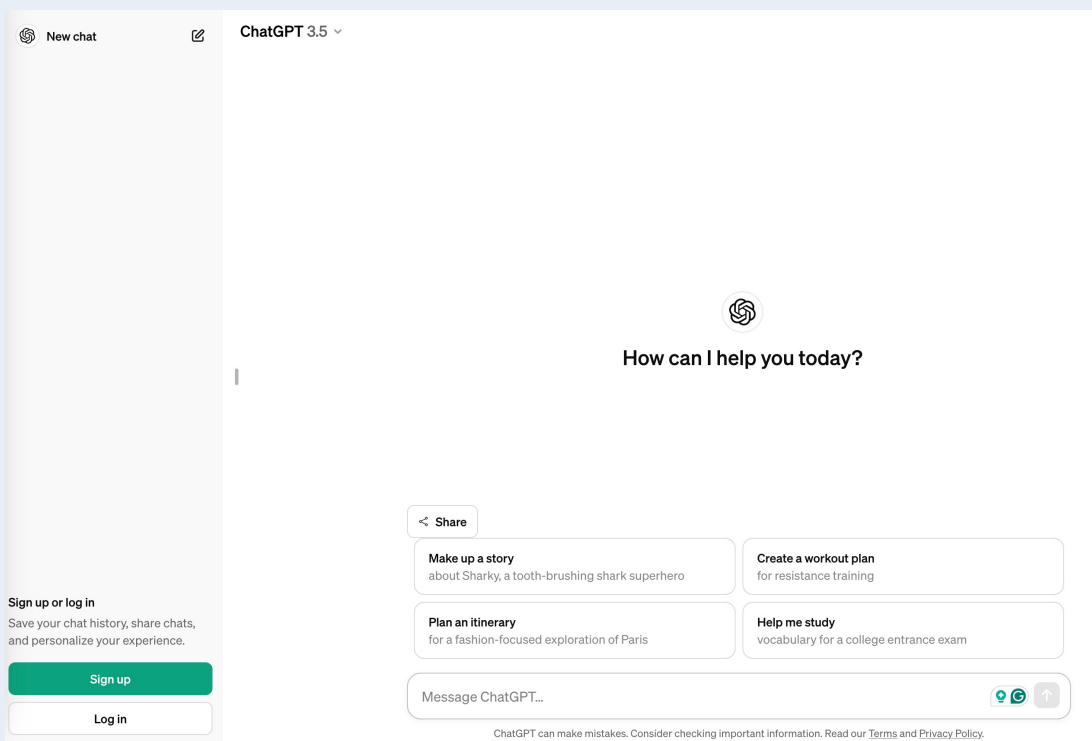 New chat
ChatGPT 3.5
How can I help you today?
Share
Make up a story
about Sharky, a tooth-brushing shark superhero
Create a workout plan
for resistance training
Plan an itinerary
for a fashion-focused exploration of Paris
Help me study
vocabulary for a college entrance exam
Sign up or log in
Save your chat history, share chats,
and personalize your experience.
Sign up
Log in
Message ChatGPT...
ChatGPT can make mistakes. Consider checking important information. Read our Terms and Privacy Policy.